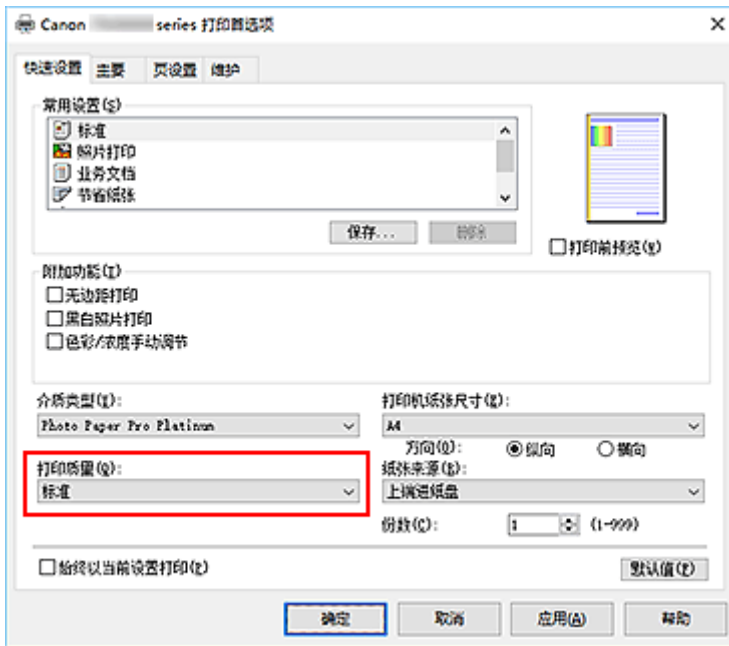 Canon series 打印首选项
快速设置 主要 页设置 维护
常用设置(S)
标准
照片打印
业务文档
节省纸张
保存... 删除
打印前预览(W)
附加功能(I)
无边距打印
黑白照片打印
色彩/浓度手动调节
介质类型(Y): 打印机纸张尺寸(Z):
Photo Paper Pro Platinum A4
方向(O): 纵向 横向
打印质量(Q): 纸张来源(B):
标准 上端进纸盘
份数(C): 1 (1-999)
始终以当前设置打印(P) 默认值(F)
确定 取消 应用(A) 帮助